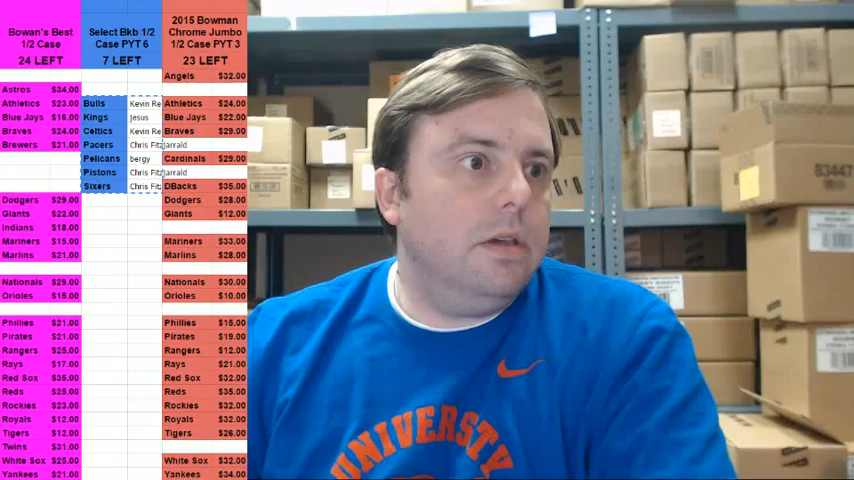 Bowan's Best
1/2 Case
24 LEFT
Select Bkb 1/2
Case PYT 6
7 LEFT
2015 Bowman
Chrome Jumbo
1/2 Case PYT 3
23 LEFT
Angels $32.00
Astros $34.00
Athletics $23.00 Bulls Kevin Re Athletics $24.00
Blue Jays $16.00 Kings Jesus Blue Jays $22.00
Braves $24.00 Celtics Kevin Re Braves $29.00
Brewers $21.00 Pacers Chris Fitzjarrald
Pelicans bergy Cardinals $29.00
Pistons Chris Fitzjarrald
Sixers Chris Fitz DBacks $35.00
Dodgers $29.00 Dodgers $28.00
Giants $22.00 Giants $12.00
Indians $18.00
Mariners $15.00 Mariners $33.00
Marlins $21.00 Marlins $28.00
Nationals $29.00 Nationals $30.00
Orioles $15.00 Orioles $10.00
Phillies $21.00 Phillies $15.00
Pirates $21.00 Pirates $19.00
Rangers $25.00 Rangers $12.00
Rays $17.00 Rays $21.00
Red Sox $35.00 Red Sox $32.00
Reds $25.00 Reds $35.00
Rockies $23.00 Rockies $32.00
Royals $12.00 Royals $32.00
Tigers $12.00 Tigers $26.00
Twins $31.00
White Sox $25.00 White Sox $32.00
Yankees $21.00 Yankees $34.00
UNIVERSITY
83447